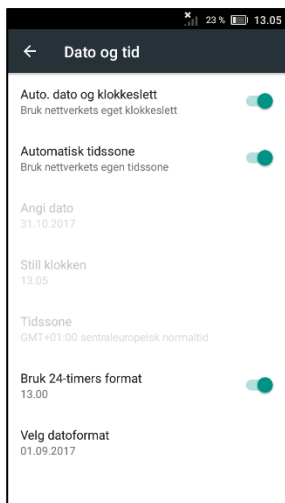 23 % 13.05
Dato og tid
Auto. dato og klokkeslett
Bruk nettverkets eget klokkeslett
Automatisk tidssone
Bruk nettverkets egen tidssone
Angi dato
31.10.2017
Still klokken
13.05
Tidssone
GMT+01:00 sentraleuropeisk normaltid
Bruk 24-timers format
13.00
Velg datoformat
01.09.2017